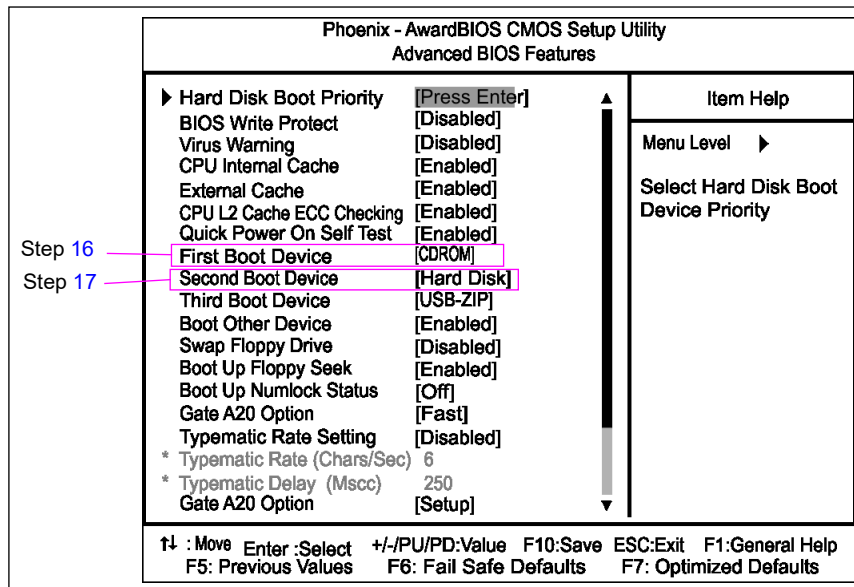 Phoenix - AwardBIOS CMOS Setup Utility
Advanced BIOS Features
Hard Disk Boot Priority [Press Enter]
BIOS Write Protect [Disabled]
Virus Warning [Disabled]
CPU Internal Cache [Enabled]
External Cache [Enabled]
CPU L2 Cache ECC Checking [Enabled]
Quick Power On Self Test [Enabled]
Step 16 First Boot Device [CDROM]
Step 17 Second Boot Device [Hard Disk]
Third Boot Device [USB-ZIP]
Boot Other Device [Enabled]
Swap Floppy Drive [Disabled]
Boot Up Floppy Seek [Enabled]
Boot Up Numlock Status [Off]
Gate A20 Option [Fast]
Typematic Rate Setting [Disabled]
* Typematic Rate (Chars/Sec) 6
* Typematic Delay (Mscc) 250
Gate A20 Option [Setup]
Item Help
Menu Level
Select Hard Disk Boot
Device Priority
↑↓ : Move Enter :Select +/-/PU/PD:Value F10:Save ESC:Exit F1:General Help
F5: Previous Values F6: Fail Safe Defaults F7: Optimized Defaults